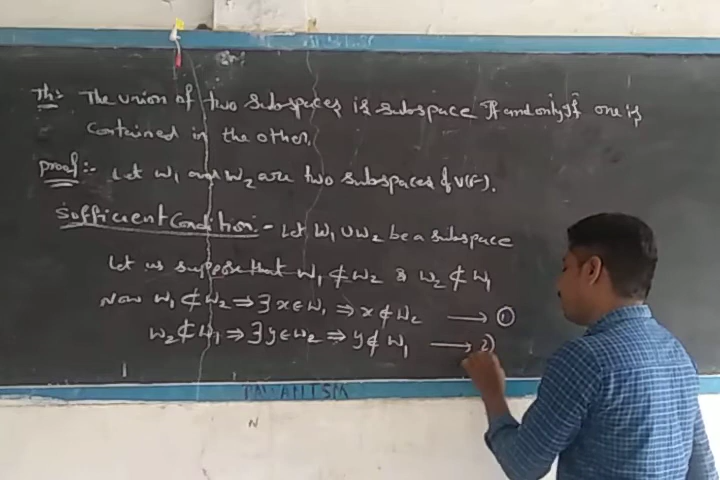 Th:- The union of two subspaces is subspace If and only If one is
contained in the other.
proof:- Let W₁ and W₂ are two subspaces of V(F).
Sufficient condition:- Let W₁ ∪ W₂ be a subspace
Let us suppose that W₁ ⊄ W₂ & W₂ ⊄ W₁
Now W₁ ⊄ W₂ ⇒ ∃ x ∈ W₁ ⇒ x ∉ W₂ → ①
W₂ ⊄ W₁ ⇒ ∃ y ∈ W₂ ⇒ y ∉ W₁ → 2)